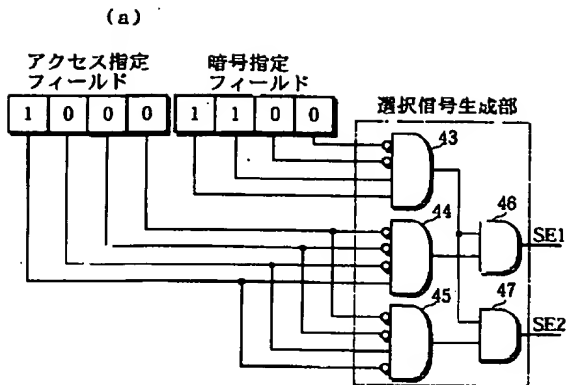 (a)
アクセス指定
フィールド
暗号指定
フィールド
1 0 0 0
1 1 0 0
選択信号生成部
43
44
45
46
SE1
47
SE2